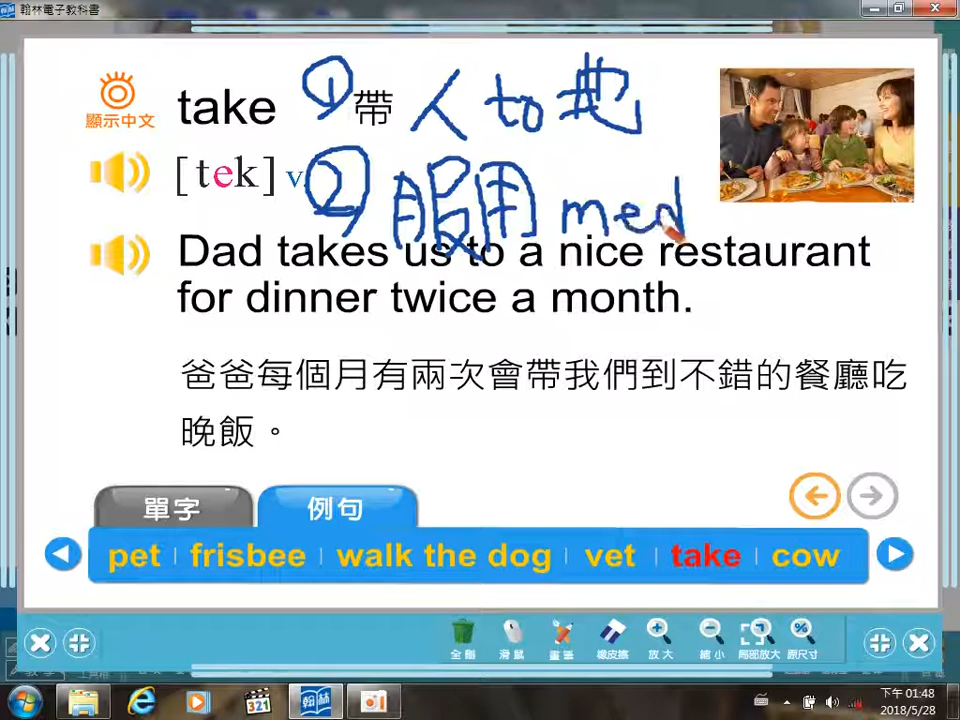 翰林電子教科書
顯示中文
take ①帶 人 to 地
[tek] v. ②服用 med
Dad takes us to a nice restaurant
for dinner twice a month.
爸爸每個月有兩次會帶我們到不錯的餐廳吃
晚飯。
單字 例句
pet frisbee walk the dog vet take cow
全刪 滑鼠 畫筆 橡皮擦 放大 縮小 局部放大 原尺寸
321 翰林 下午 01:48
2018/5/28